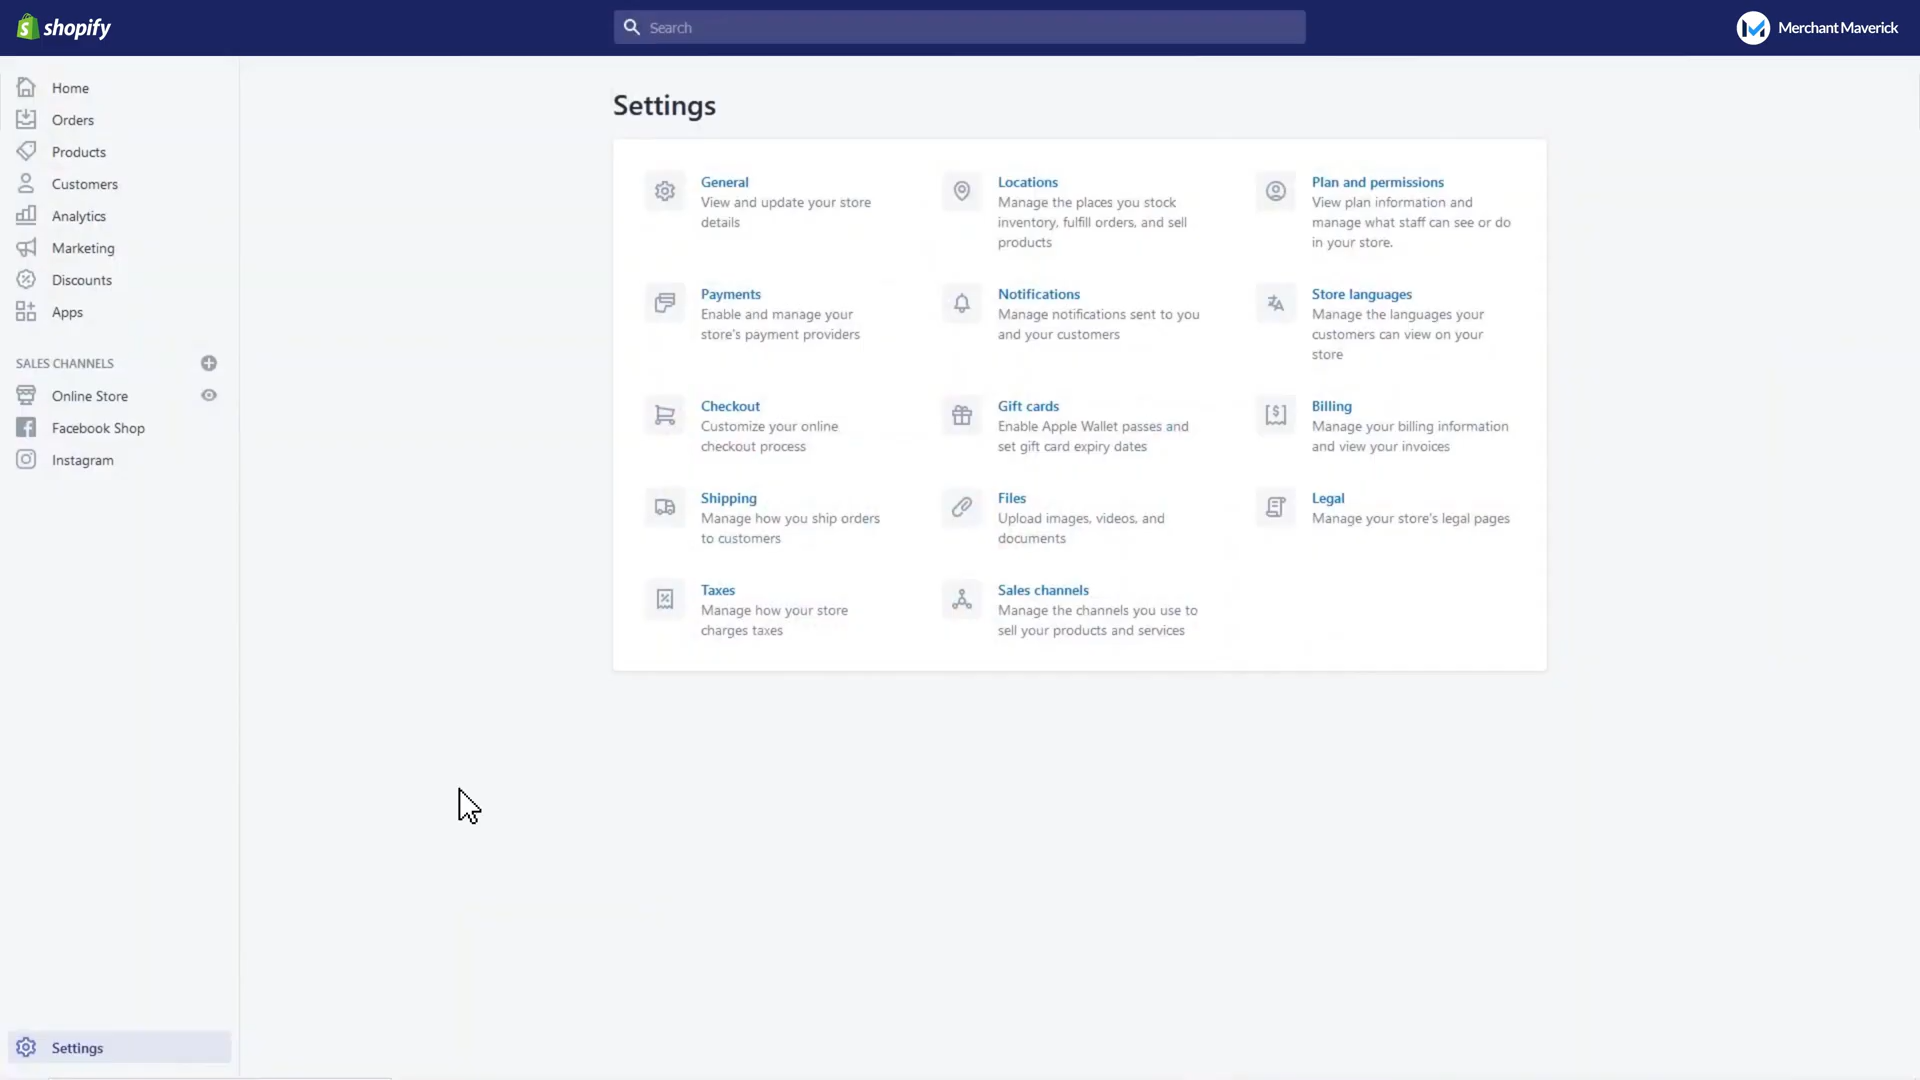 shopify
Search
Merchant Maverick
Home
Orders
Products
Customers
Analytics
Marketing
Discounts
Apps
SALES CHANNELS
Online Store
Facebook Shop
Instagram
Settings
Settings
General
View and update your store
details
Locations
Manage the places you stock
inventory, fulfill orders, and sell
products
Plan and permissions
View plan information and
manage what staff can see or do
in your store.
Payments
Enable and manage your
store's payment providers
Notifications
Manage notifications sent to you
and your customers
Store languages
Manage the languages your
customers can view on your
store
Checkout
Customize your online
checkout process
Gift cards
Enable Apple Wallet passes and
set gift card expiry dates
Billing
Manage your billing information
and view your invoices
Shipping
Manage how you ship orders
to customers
Files
Upload images, videos, and
documents
Legal
Manage your store's legal pages
Taxes
Manage how your store
charges taxes
Sales channels
Manage the channels you use to
sell your products and services